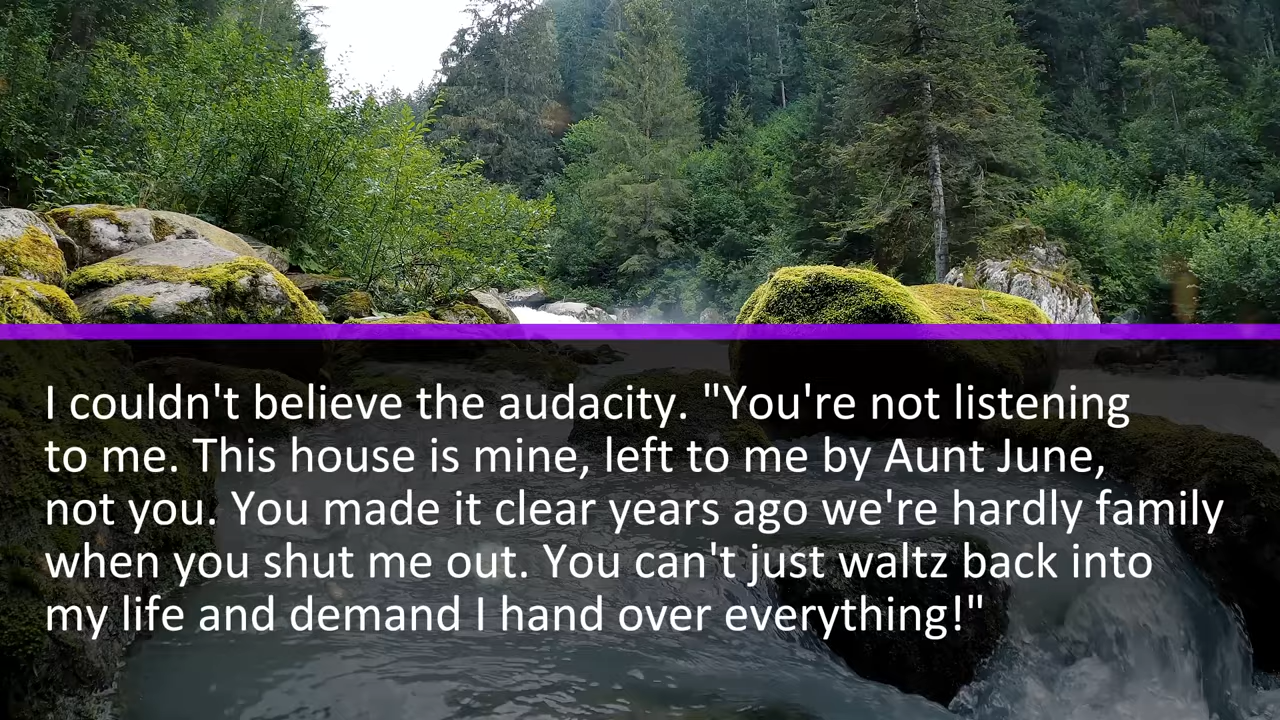 I couldn't believe the audacity. "You're not listening
to me. This house is mine, left to me by Aunt June,
not you. You made it clear years ago we're hardly family
when you shut me out. You can't just waltz back into
my life and demand I hand over everything!"